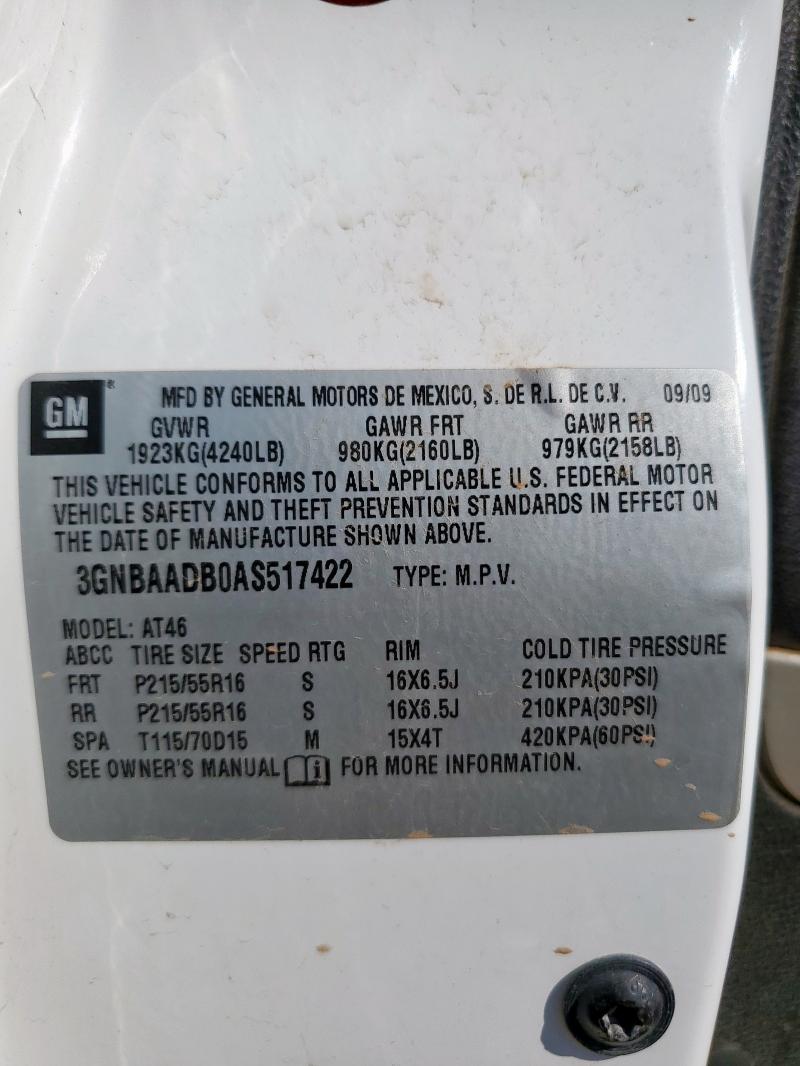 GM ® MFD BY GENERAL MOTORS DE MEXICO, S. DE R.L. DE C.V. 09/09
GVWR GAWR FRT GAWR RR
1923KG(4240LB) 980KG(2160LB) 979KG(2158LB)
THIS VEHICLE CONFORMS TO ALL APPLICABLE U.S. FEDERAL MOTOR
VEHICLE SAFETY AND THEFT PREVENTION STANDARDS IN EFFECT ON
THE DATE OF MANUFACTURE SHOWN ABOVE.
3GNBAADB0AS517422 TYPE: M.P.V.
MODEL: AT46
ABCC TIRE SIZE SPEED RTG RIM COLD TIRE PRESSURE
FRT P215/55R16 S 16X6.5J 210KPA(30PSI)
RR P215/55R16 S 16X6.5J 210KPA(30PSI)
SPA T115/70D15 M 15X4T 420KPA(60PSI)
SEE OWNER'S MANUAL i FOR MORE INFORMATION.